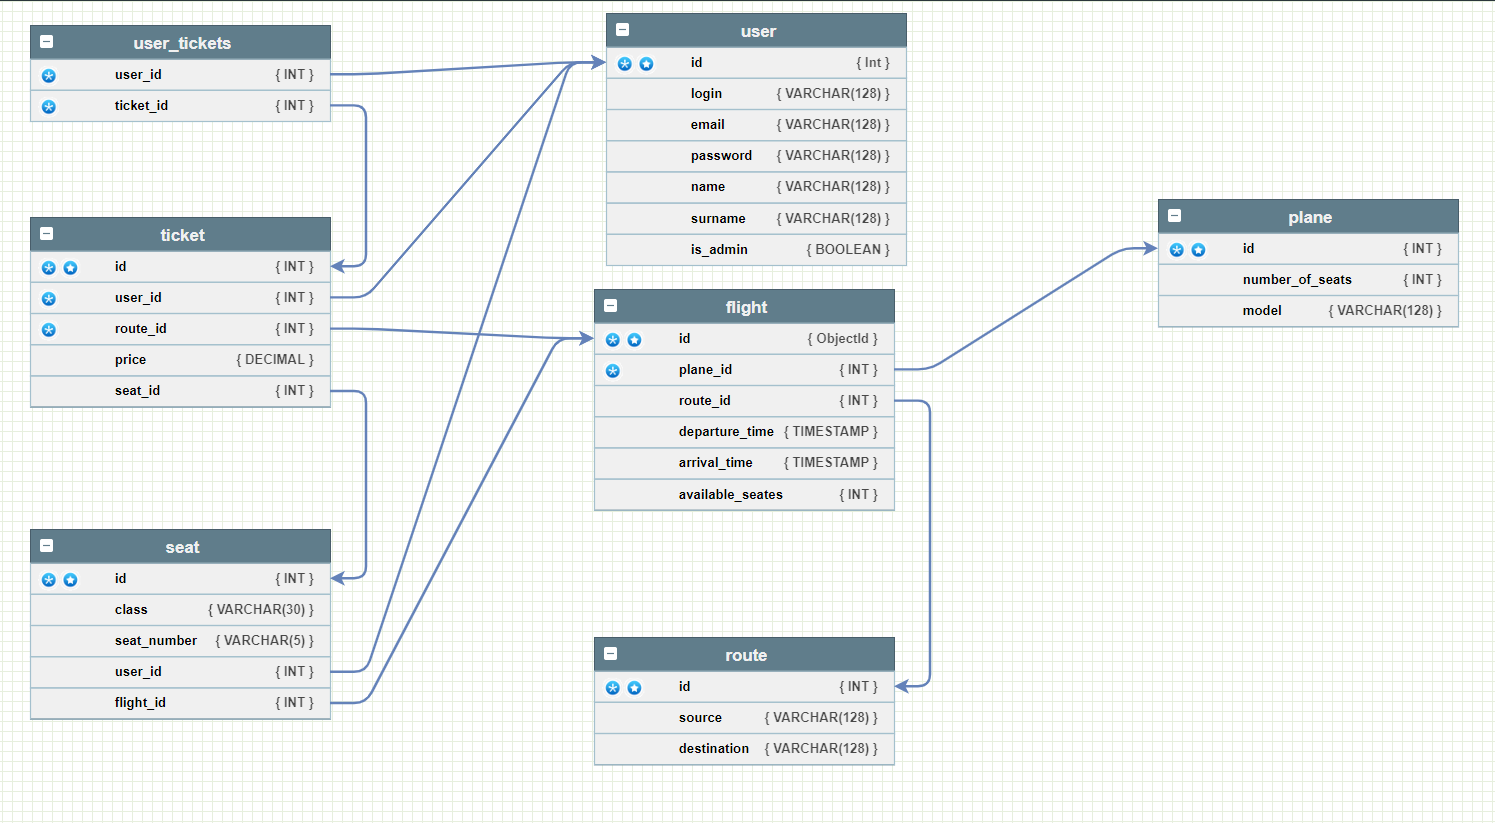 user_tickets
user_id { INT }
ticket_id { INT }
ticket
id { INT }
user_id { INT }
route_id { INT }
price { DECIMAL }
seat_id { INT }
seat
id { INT }
class { VARCHAR(30) }
seat_number { VARCHAR(5) }
user_id { INT }
flight_id { INT }
user
id { Int }
login { VARCHAR(128) }
email { VARCHAR(128) }
password { VARCHAR(128) }
name { VARCHAR(128) }
surname { VARCHAR(128) }
is_admin { BOOLEAN }
flight
id { ObjectId }
plane_id { INT }
route_id { INT }
departure_time { TIMESTAMP }
arrival_time { TIMESTAMP }
available_seates { INT }
route
id { INT }
source { VARCHAR(128) }
destination { VARCHAR(128) }
plane
id { INT }
number_of_seats { INT }
model { VARCHAR(128) }